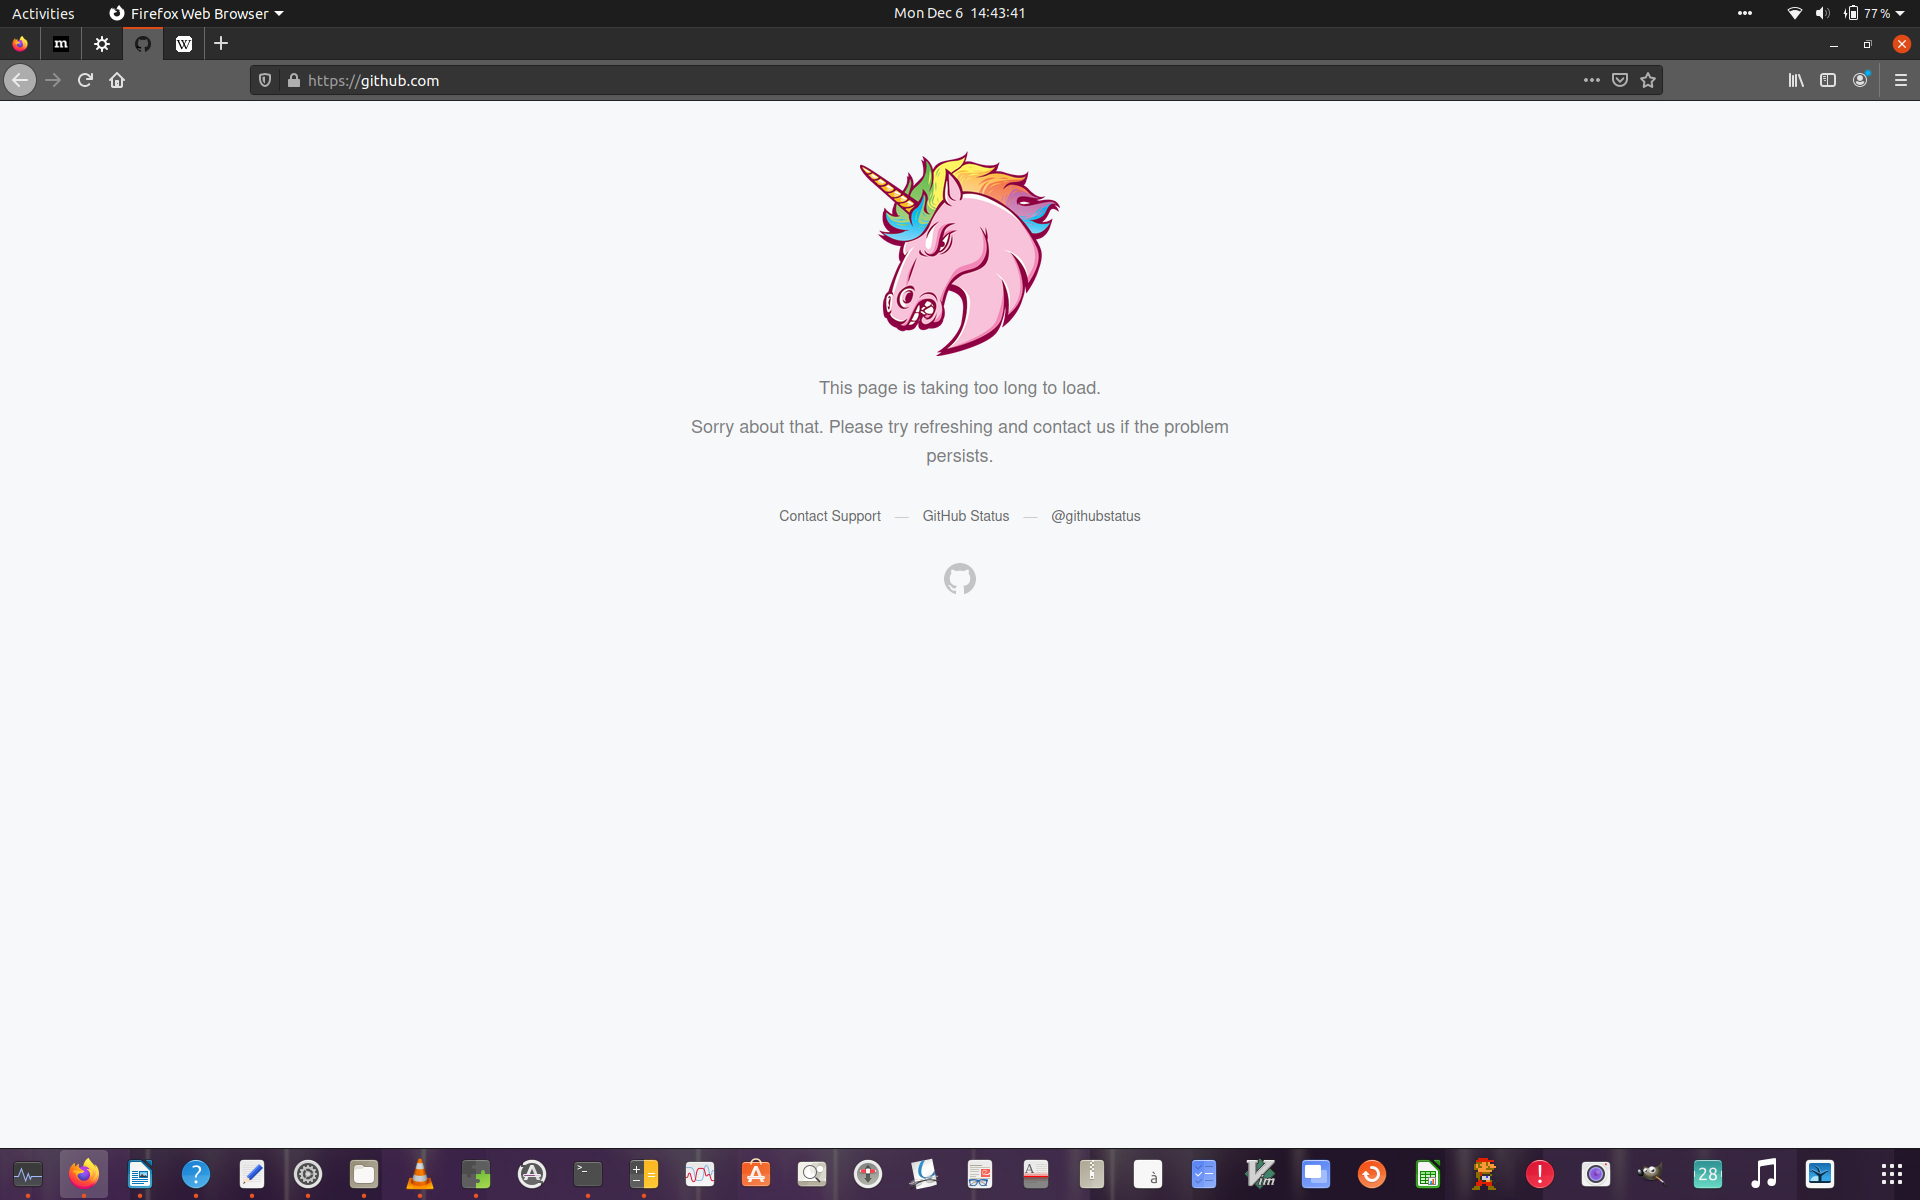 Activities
Firefox Web Browser
Mon Dec 6 14:43:41
77 %
m
W
https://github.com
This page is taking too long to load.
Sorry about that. Please try refreshing and contact us if the problem
persists.
Contact Support — GitHub Status — @githubstatus
?
>_
A
à
Vim
!
28